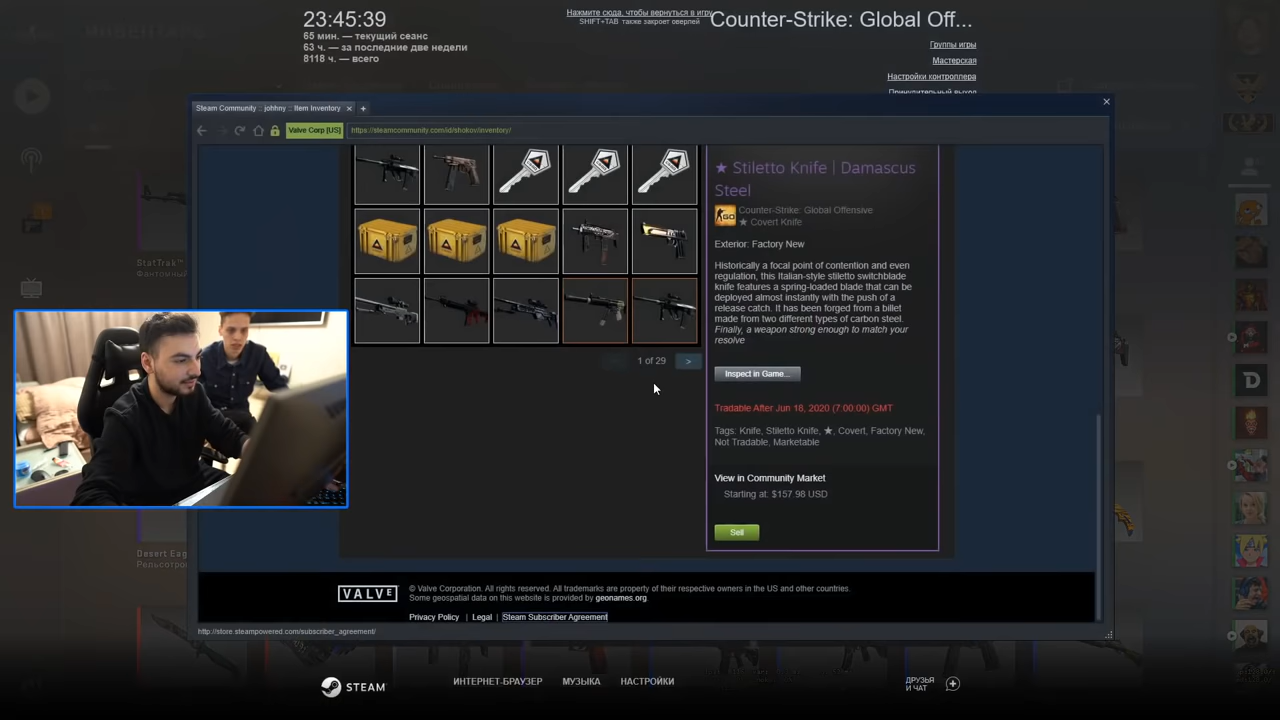 23:45:39
65 мин. — текущий сеанс
63 ч. — за последние две недели
8118 ч. — всего
Нажмите сюда, чтобы вернуться в игру
SHIFT+TAB также закроет оверлей
Counter-Strike: Global Off...
Группы игры
Мастерская
Настройки контроллера
Принудительный выход
Steam Community :: johhny :: Item Inventory
Valve Corp [US]
https://steamcommunity.com/id/shokov/inventory/
★ Stiletto Knife | Damascus
Steel
Counter-Strike: Global Offensive
★ Covert Knife
Exterior: Factory New
Historically a focal point of contention and even
regulation, this Italian-style stiletto switchblade
knife features a spring-loaded blade that can be
deployed almost instantly with the push of a
release catch. It has been forged from a billet
made from two different types of carbon steel.
Finally, a weapon strong enough to match your
resolve
1 of 29 >
Inspect in Game...
Tradable After Jun 18, 2020 (7:00:00) GMT
Tags: Knife, Stiletto Knife, ★, Covert, Factory New,
Not Tradable, Marketable
View in Community Market
Starting at: $157.98 USD
Sell
VALVE
© Valve Corporation. All rights reserved. All trademarks are property of their respective owners in the US and other countries.
Some geospatial data on this website is provided by geonames.org.
Privacy Policy | Legal | Steam Subscriber Agreement
http://store.steampowered.com/subscriber_agreement/
StatTrak™
Фантомный
Desert Eag
Рельсотрон
STEAM
ИНТЕРНЕТ-БРАУЗЕР
МУЗЫКА
НАСТРОЙКИ
ДРУЗЬЯ
И ЧАТ